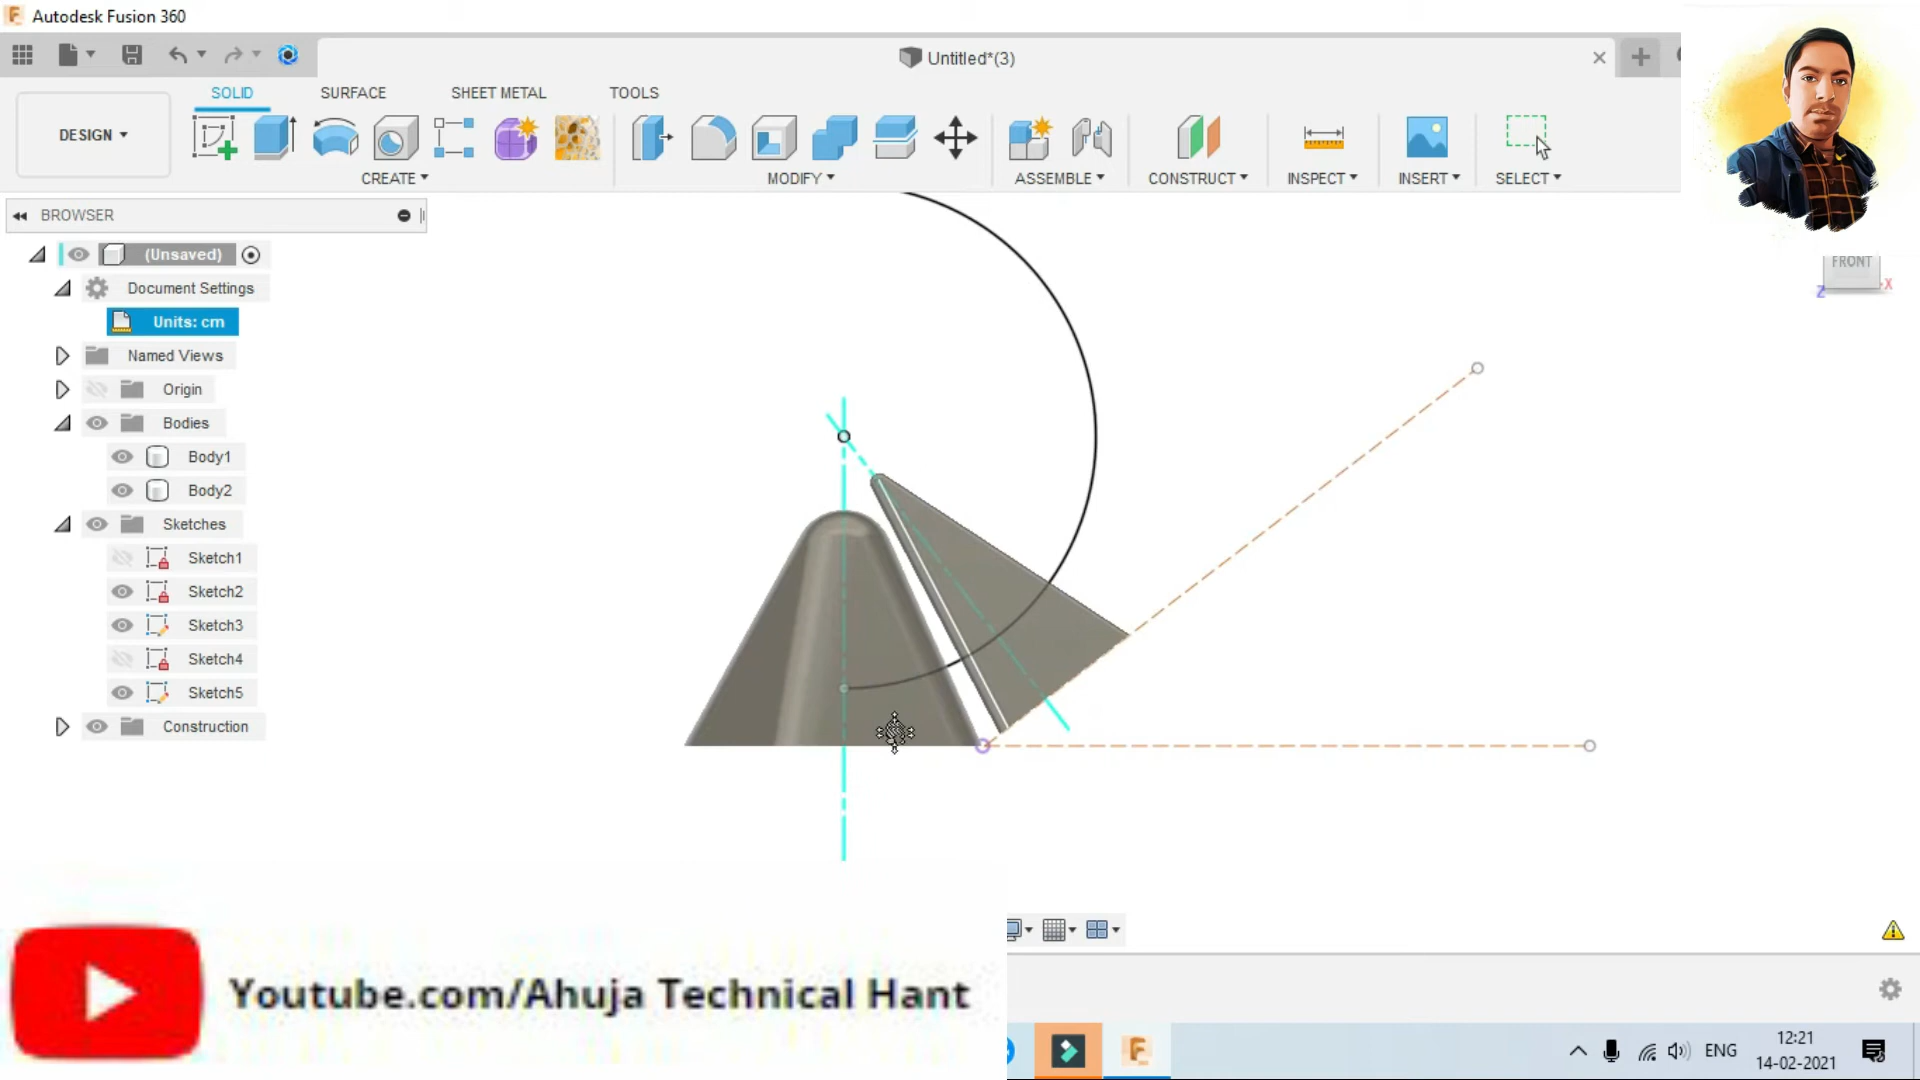 Autodesk Fusion 360
Untitled*(3)
SOLID SURFACE SHEET METAL TOOLS
DESIGN
CREATE MODIFY ASSEMBLE CONSTRUCT INSPECT INSERT SELECT
BROWSER
FRONT
Z X
(Unsaved)
Document Settings
Units: cm
Named Views
Origin
Bodies
Body1
Body2
Sketches
Sketch1
Sketch2
Sketch3
Sketch4
Sketch5
Construction
Youtube.com/Ahuja Technical Hant
ENG
12:21
14-02-2021